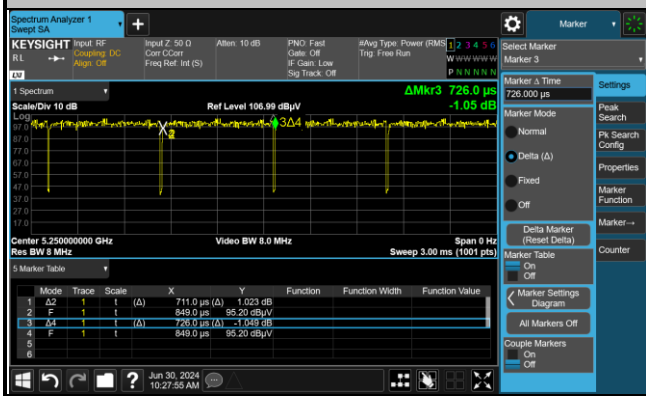 Spectrum Analyzer 1
Swept SA
+
Marker
KEYSIGHT Input: RF Input Z: 50 Ω Atten: 10 dB PNO: Fast #Avg Type: Power (RMS 1 2 3 4 5 6
RL Coupling: DC Corr CCorr Gate: Off Trig: Free Run W W W W W W
Align: Off Freq Ref: Int (S) IF Gain: Low P N N N N N
Sig Track: Off
LXI
Select Marker
Marker 3
1 Spectrum
ΔMkr3 726.0 µs
Scale/Div 10 dB Ref Level 106.99 dBµV -1.05 dB
Log
97.0
87.0
77.0
67.0
57.0
47.0
37.0
27.0
17.0
X
3Δ4
Center 5.250000000 GHz Video BW 8.0 MHz Span 0 Hz
Res BW 8 MHz Sweep 3.00 ms (1001 pts)
5 Marker Table
Mode Trace Scale X Y Function Function Width Function Value
1 Δ2 1 t (Δ) 711.0 µs (Δ) 1.023 dB
2 F 1 t 849.0 µs 95.20 dBµV
3 Δ4 1 t (Δ) 726.0 µs (Δ) -1.049 dB
4 F 1 t 849.0 µs 95.20 dBµV
5
6
Marker Δ Time
726.000 µs
Marker Mode
Normal
Delta (Δ)
Fixed
Off
Delta Marker
(Reset Delta)
Marker Table
On
Off
Marker Settings
Diagram
All Markers Off
Couple Markers
On
Off
Settings
Peak
Search
Pk Search
Config
Properties
Marker
Function
Marker→
Counter
? Jun 30, 2024
10:27:55 AM